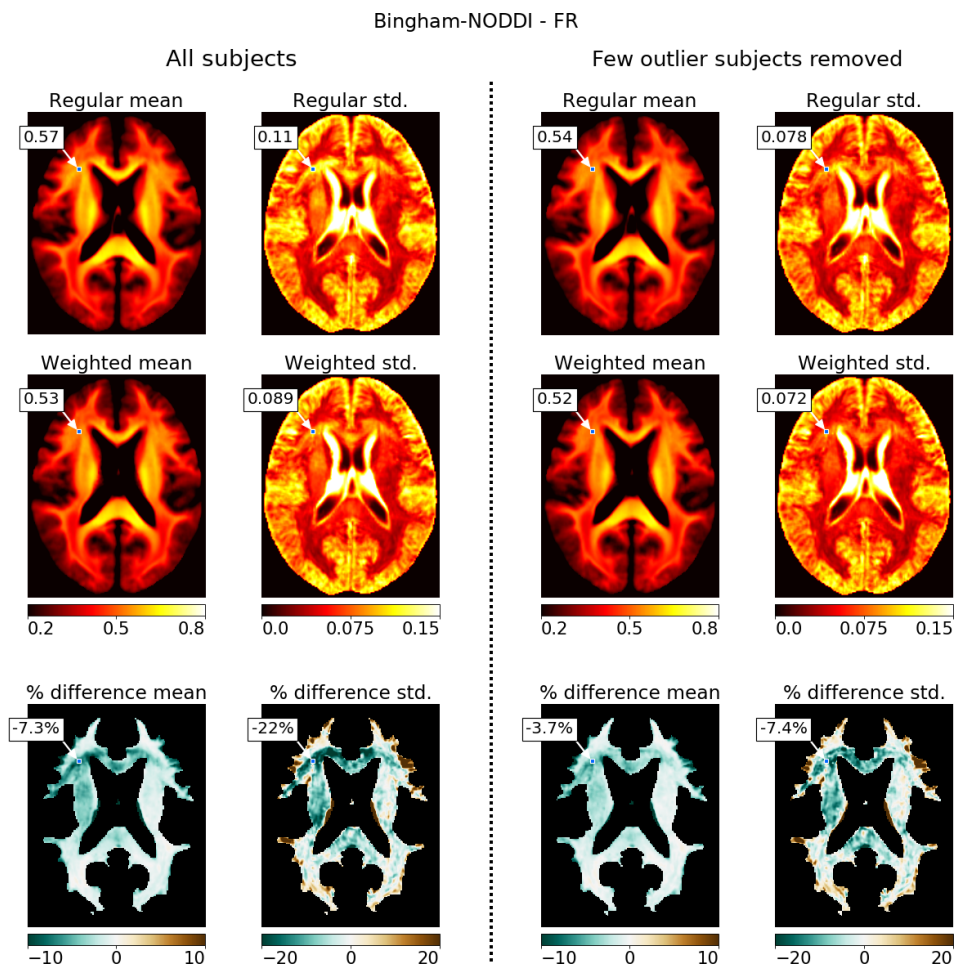 Bingham-NODDI - FR
All subjects
Few outlier subjects removed
Regular mean
Regular std.
Regular mean
Regular std.
0.57
0.11
0.54
0.078
Weighted mean
Weighted std.
Weighted mean
Weighted std.
0.53
0.089
0.52
0.072
0.2 0.5 0.8
0.0 0.075 0.15
0.2 0.5 0.8
0.0 0.075 0.15
% difference mean
% difference std.
% difference mean
% difference std.
-7.3%
-22%
-3.7%
-7.4%
−10 0 10
−20 0 20
−10 0 10
−20 0 20